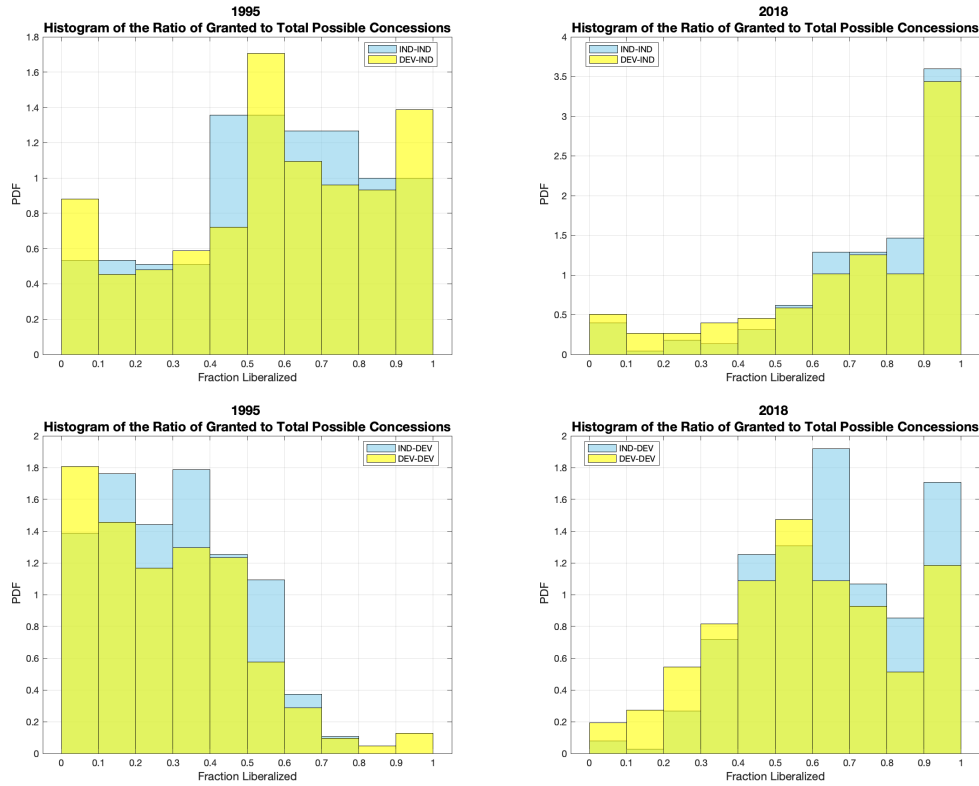 1995
Histogram of the Ratio of Granted to Total Possible Concessions
1.8
1.6
1.4
1.2
1
0.8
0.6
0.4
0.2
0
PDF
IND-IND
DEV-IND
0 0.1 0.2 0.3 0.4 0.5 0.6 0.7 0.8 0.9 1
Fraction Liberalized
2018
Histogram of the Ratio of Granted to Total Possible Concessions
4
3.5
3
2.5
2
1.5
1
0.5
0
PDF
IND-IND
DEV-IND
0 0.1 0.2 0.3 0.4 0.5 0.6 0.7 0.8 0.9 1
Fraction Liberalized
1995
Histogram of the Ratio of Granted to Total Possible Concessions
2
1.8
1.6
1.4
1.2
1
0.8
0.6
0.4
0.2
0
PDF
IND-DEV
DEV-DEV
0 0.1 0.2 0.3 0.4 0.5 0.6 0.7 0.8 0.9 1
Fraction Liberalized
2018
Histogram of the Ratio of Granted to Total Possible Concessions
2
1.8
1.6
1.4
1.2
1
0.8
0.6
0.4
0.2
0
PDF
IND-DEV
DEV-DEV
0 0.1 0.2 0.3 0.4 0.5 0.6 0.7 0.8 0.9 1
Fraction Liberalized